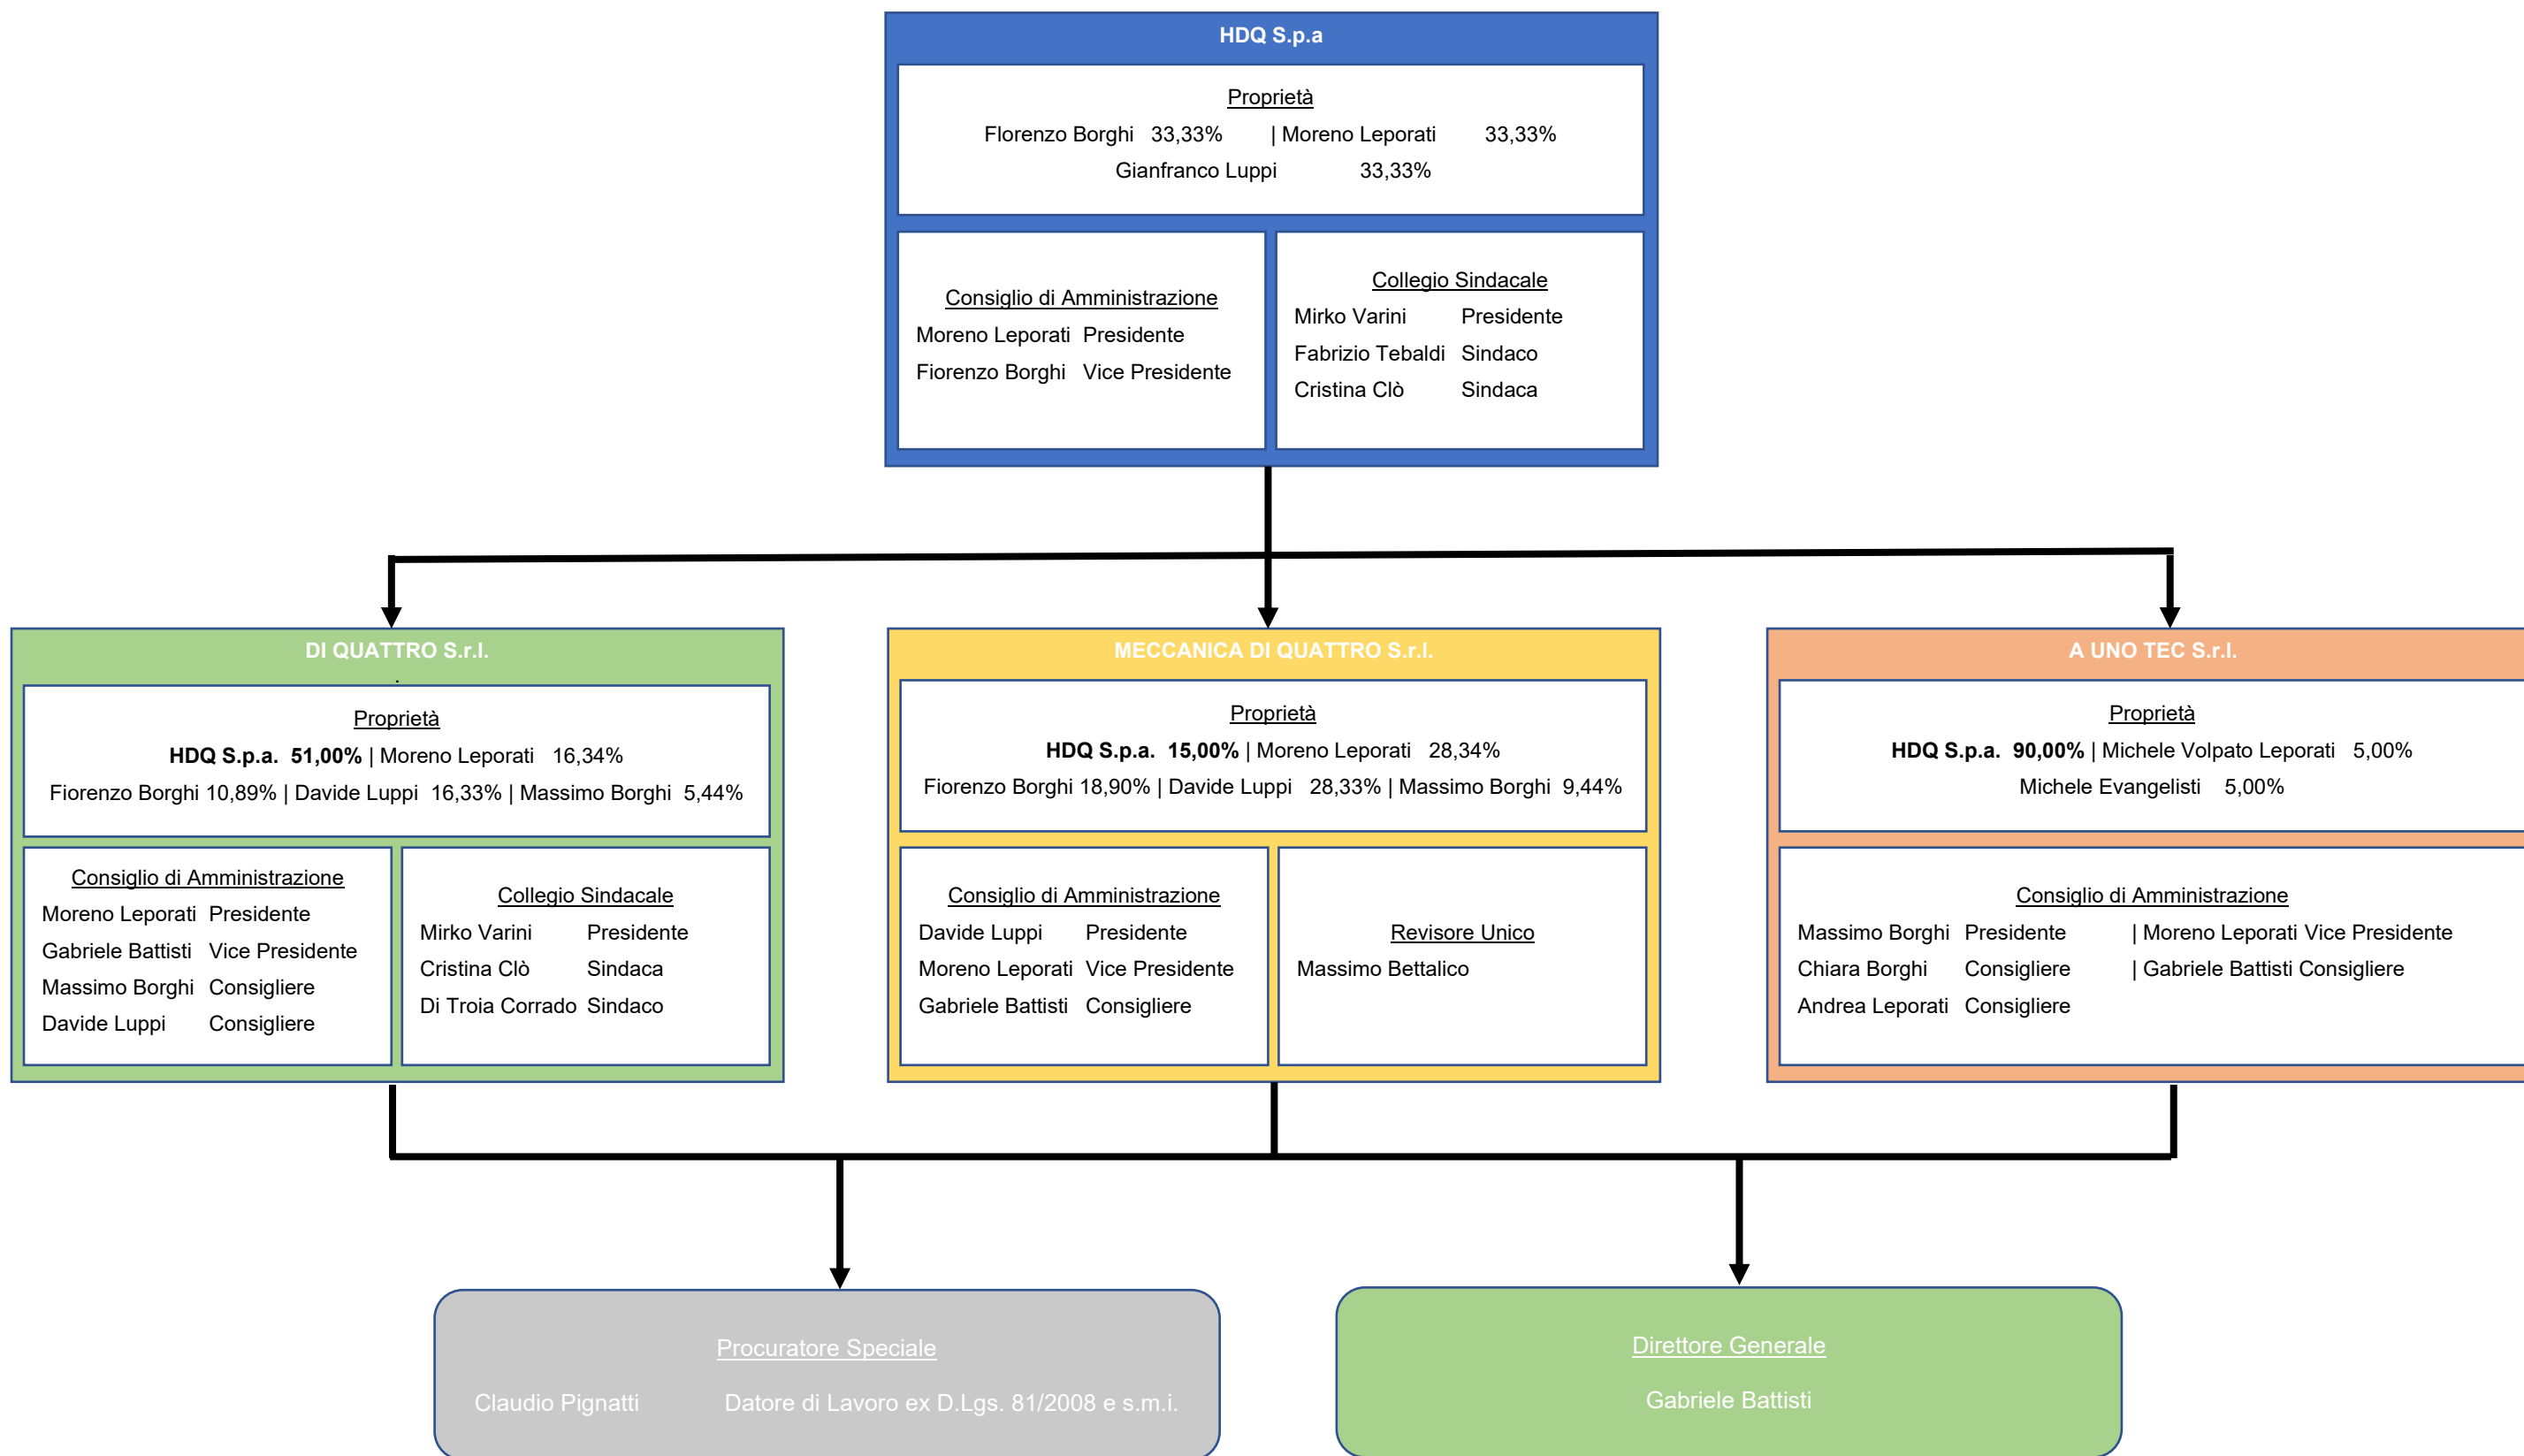 HDQ S.p.a
Proprietà
Florenzo Borghi 33,33% | Moreno Leporati 33,33%
Gianfranco Luppi 33,33%
Consiglio di Amministrazione
Moreno Leporati Presidente
Fiorenzo Borghi Vice Presidente
Collegio Sindacale
Mirko Varini Presidente
Fabrizio Tebaldi Sindaco
Cristina Clò Sindaca
DI QUATTRO S.r.l.
.
Proprietà
HDQ S.p.a. 51,00% | Moreno Leporati 16,34%
Fiorenzo Borghi 10,89% | Davide Luppi 16,33% | Massimo Borghi 5,44%
Consiglio di Amministrazione
Moreno Leporati Presidente
Gabriele Battisti Vice Presidente
Massimo Borghi Consigliere
Davide Luppi Consigliere
Collegio Sindacale
Mirko Varini Presidente
Cristina Clò Sindaca
Di Troia Corrado Sindaco
MECCANICA DI QUATTRO S.r.l.
Proprietà
HDQ S.p.a. 15,00% | Moreno Leporati 28,34%
Fiorenzo Borghi 18,90% | Davide Luppi 28,33% | Massimo Borghi 9,44%
Consiglio di Amministrazione
Davide Luppi Presidente
Moreno Leporati Vice Presidente
Gabriele Battisti Consigliere
Revisore Unico
Massimo Bettalico
A UNO TEC S.r.l.
Proprietà
HDQ S.p.a. 90,00% | Michele Volpato Leporati 5,00%
Michele Evangelisti 5,00%
Consiglio di Amministrazione
Massimo Borghi Presidente | Moreno Leporati Vice Presidente
Chiara Borghi Consigliere | Gabriele Battisti Consigliere
Andrea Leporati Consigliere
Procuratore Speciale
Claudio Pignatti Datore di Lavoro ex D.Lgs. 81/2008 e s.m.i.
Direttore Generale
Gabriele Battisti